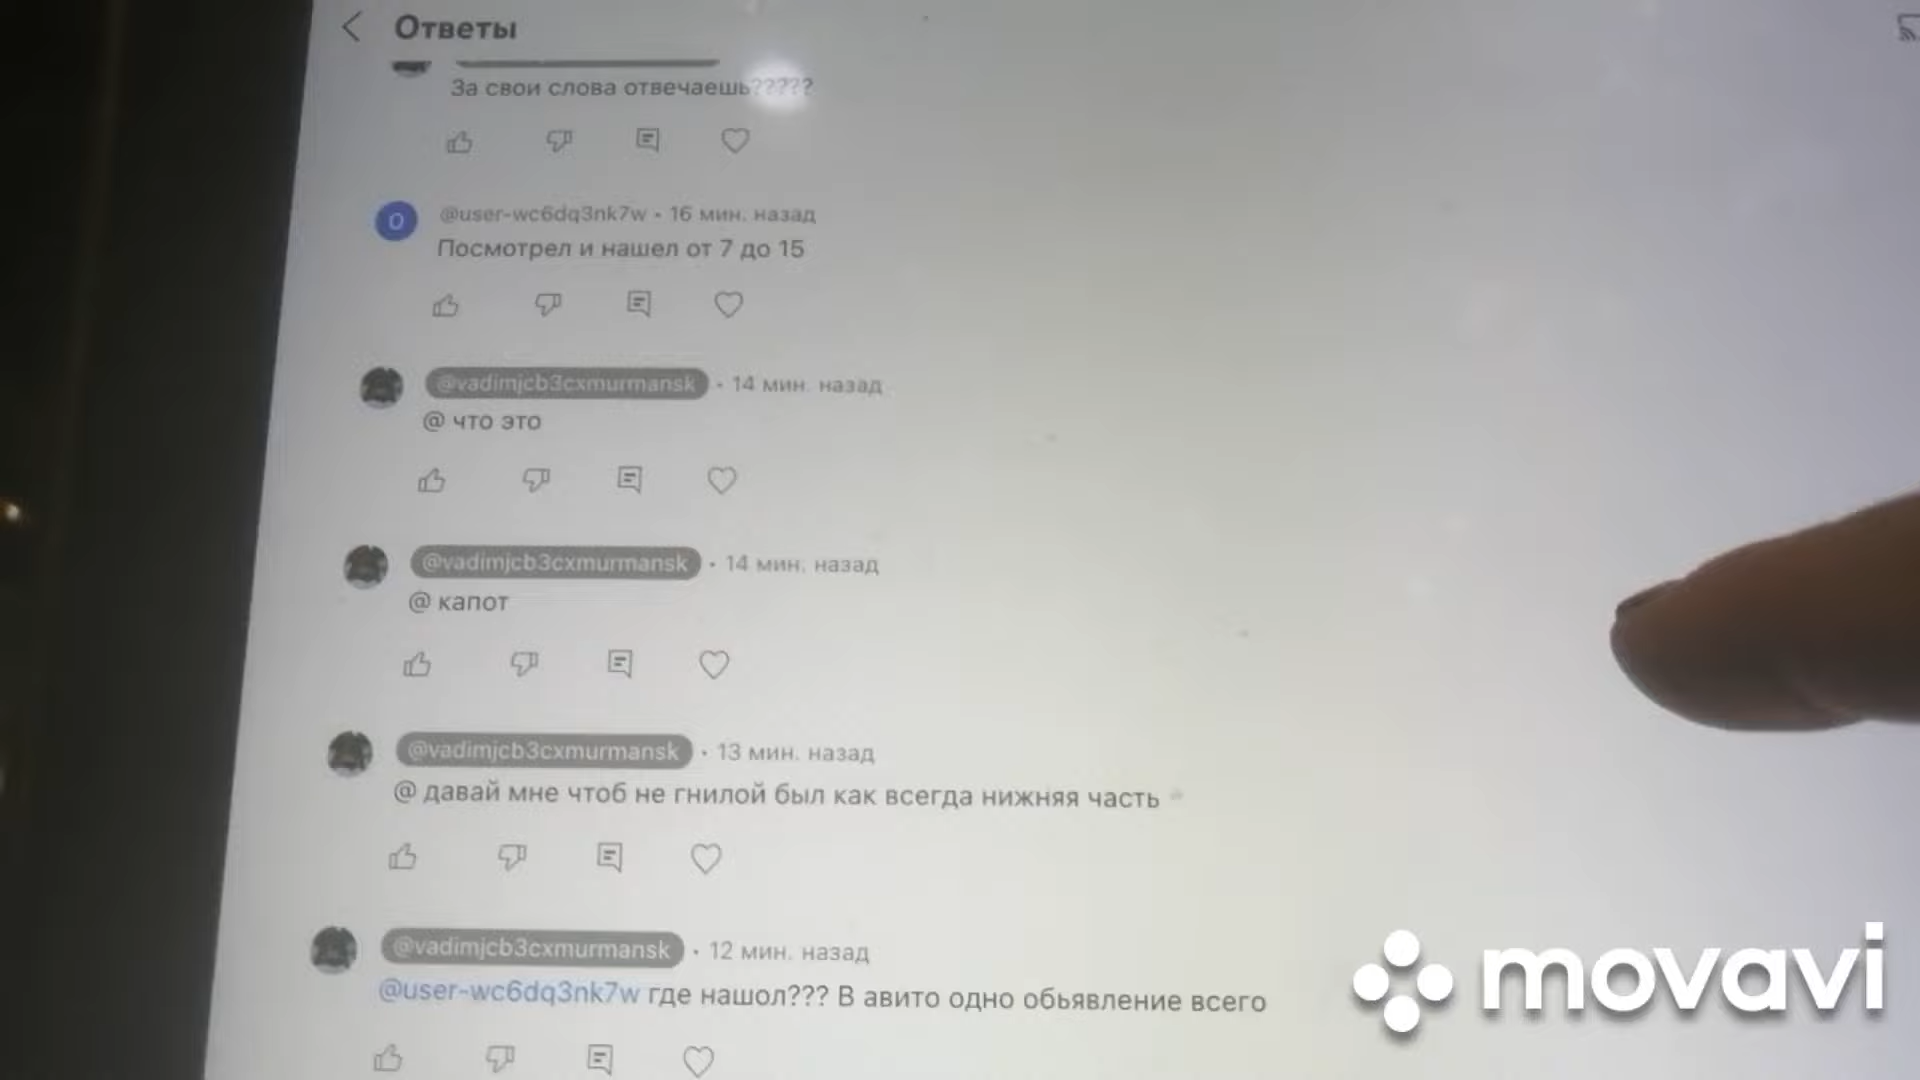 Ответы
За свои слова отвечаешь?????
O
@user-wc6dq3nk7w • 16 мин. назад
Посмотрел и нашел от 7 до 15
@vadimjcb3cxmurmansk • 14 мин. назад
@ что это
@vadimjcb3cxmurmansk • 14 мин. назад
@ капот
@vadimjcb3cxmurmansk • 13 мин. назад
@ давай мне чтоб не гнилой был как всегда нижняя часть
@vadimjcb3cxmurmansk • 12 мин. назад
@user-wc6dq3nk7w где нашол??? В авито одно обьявление всего
movavi